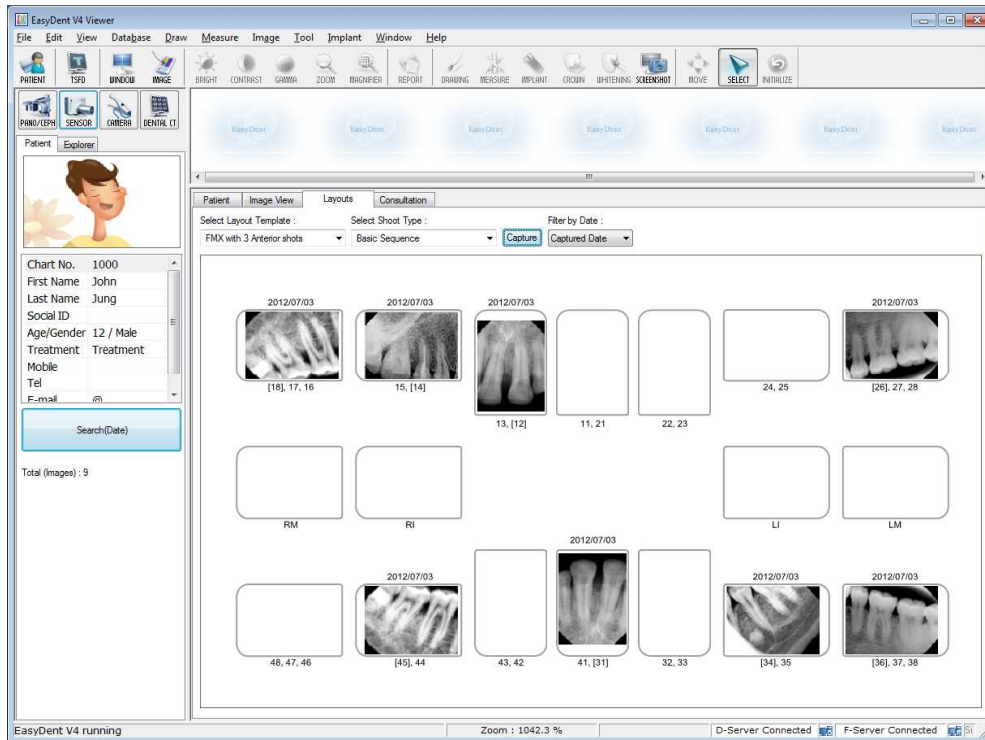 EasyDent V4 Viewer
File Edit View Database Draw Measure Image Tool Implant Window Help
PATIENT TSFD WINDOW IMAGE BRIGHT CONTRAST GAMMA ZOOM MAGNIFIER REPORT DRAWING MEASURE IMPLANT CROWN WHITENING SCREENSHOT MOVE SELECT INITIALIZE
PANO/CEPH SENSOR CAMERA DENTAL CT
EasyDent EasyDent EasyDent EasyDent EasyDent EasyDent EasyDent
Patient Explorer
Patient Image View Layouts Consultation
Select Layout Template : Select Shoot Type : Filter by Date :
FMX with 3 Anterior shots Basic Sequence Capture Captured Date
Chart No. 1000
First Name John
Last Name Jung
Social ID
Age/Gender 12 / Male
Treatment Treatment
Mobile
Tel
E-mail @
Search(Date)
Total (Images) : 9
2012/07/03 2012/07/03 2012/07/03 2012/07/03
[18], 17, 16 15, [14] 24, 25 [26], 27, 28
13, [12] 11, 21 22, 23
RM RI LI LM
2012/07/03
2012/07/03 2012/07/03 2012/07/03
48, 47, 46 [45], 44 43, 42 41, [31] 32, 33 [34], 35 [36], 37, 38
EasyDent V4 running Zoom : 1042.3 % D-Server Connected F-Server Connected Si